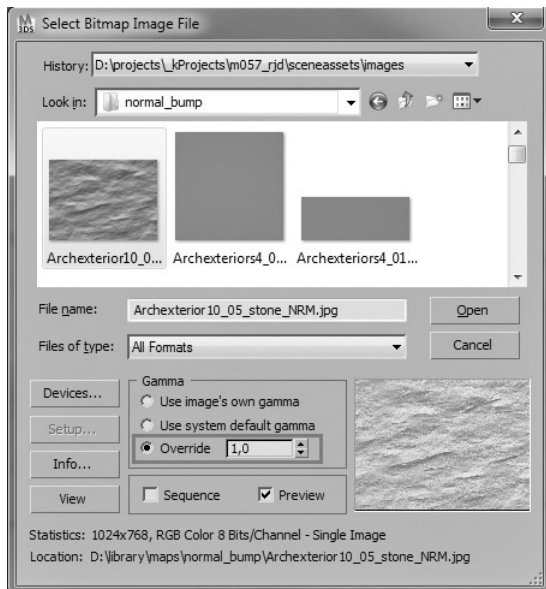 M
3DS
Select Bitmap Image File
x
History: D:\projects\_kProjects\m057_rjd\sceneassets\images
Look in: normal_bump
Archexterior10_0... Archexteriors4_0... Archexteriors4_01...
File name: Archexterior10_05_stone_NRM.jpg Open
Files of type: All Formats Cancel
Devices...
Setup...
Info...
View
Gamma
Use image's own gamma
Use system default gamma
Override 1,0
Sequence Preview
Statistics: 1024x768, RGB Color 8 Bits/Channel - Single Image
Location: D:\library\maps\normal_bump\Archexterior10_05_stone_NRM.jpg